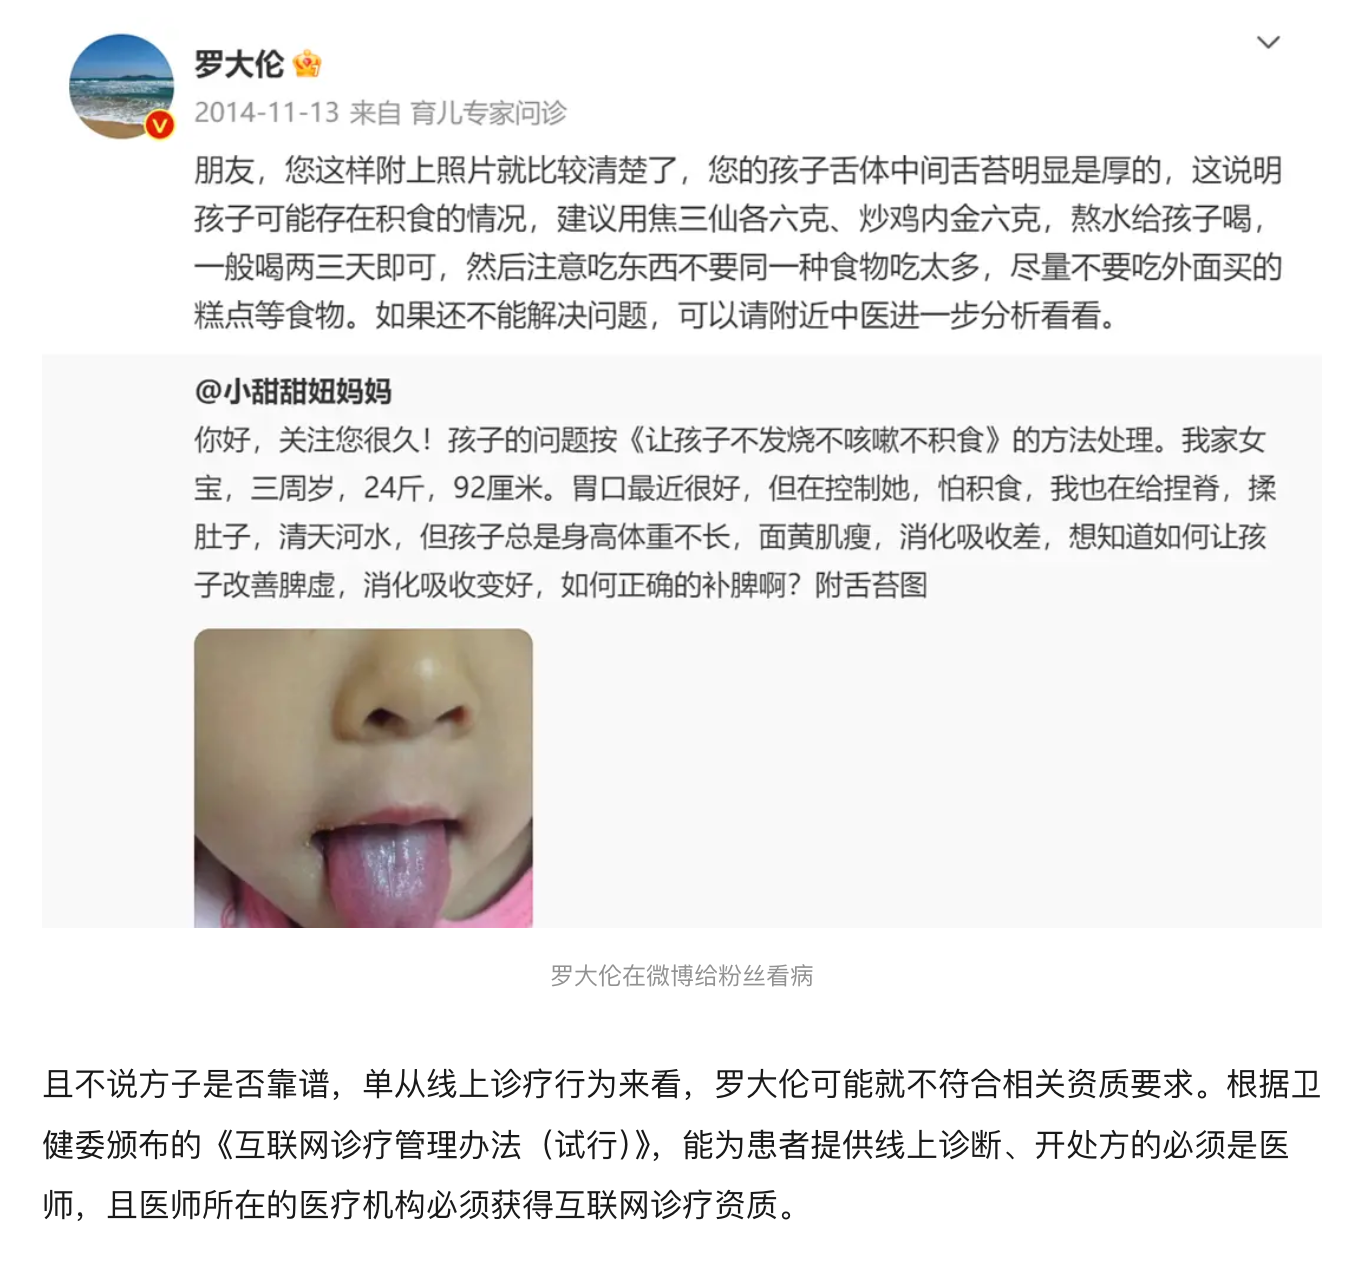 罗大伦
2014-11-13 来自 育儿专家问诊
朋友，您这样附上照片就比较清楚了，您的孩子舌体中间舌苔明显是厚的，这说明
孩子可能存在积食的情况，建议用焦三仙各六克、炒鸡内金六克，熬水给孩子喝，
一般喝两三天即可，然后注意吃东西不要同一种食物吃太多，尽量不要吃外面买的
糕点等食物。如果还不能解决问题，可以请附近中医进一步分析看看。
@小甜甜妞妈妈
你好，关注您很久！孩子的问题按《让孩子不发烧不咳嗽不积食》的方法处理。我家女
宝，三周岁，24斤，92厘米。胃口最近很好，但在控制她，怕积食，我也在给捏脊，揉
肚子，清天河水，但孩子总是身高体重不长，面黄肌瘦，消化吸收差，想知道如何让孩
子改善脾虚，消化吸收变好，如何正确的补脾啊？附舌苔图
罗大伦在微博给粉丝看病
且不说方子是否靠谱，单从线上诊疗行为来看，罗大伦可能就不符合相关资质要求。根据卫
健委颁布的《互联网诊疗管理办法（试行）》，能为患者提供线上诊断、开处方的必须是医
师，且医师所在的医疗机构必须获得互联网诊疗资质。